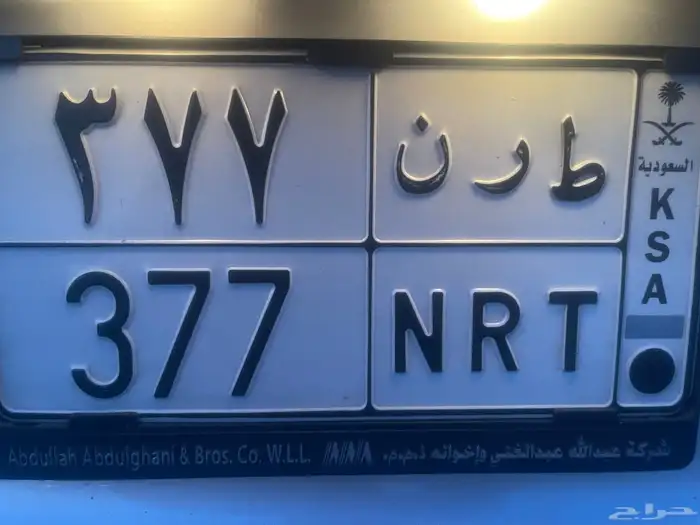 ٣٧٧ ط ر ن
السعودية
377 NRT
K
S
A
Abdullah Abdulghani & Bros. Co. W.L.L. شركة عبدالله عبدالغني وإخوانه ذ.م.م.
حراج